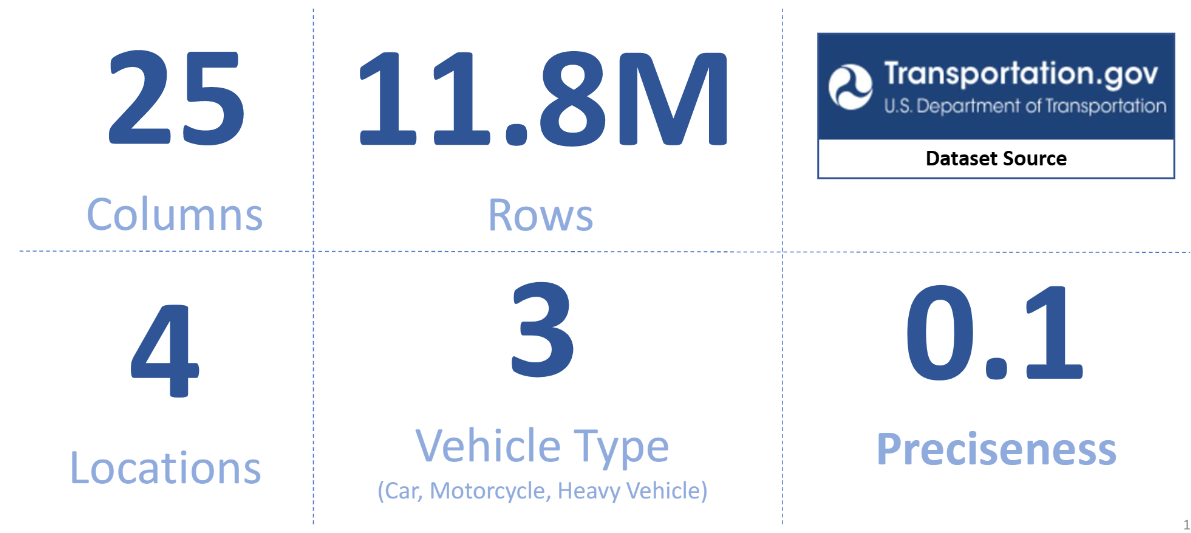 25
Columns
11.8M
Rows
Transportation.gov
U.S. Department of Transportation
Dataset Source
4
Locations
3
Vehicle Type
(Car, Motorcycle, Heavy Vehicle)
0.1
Preciseness
1